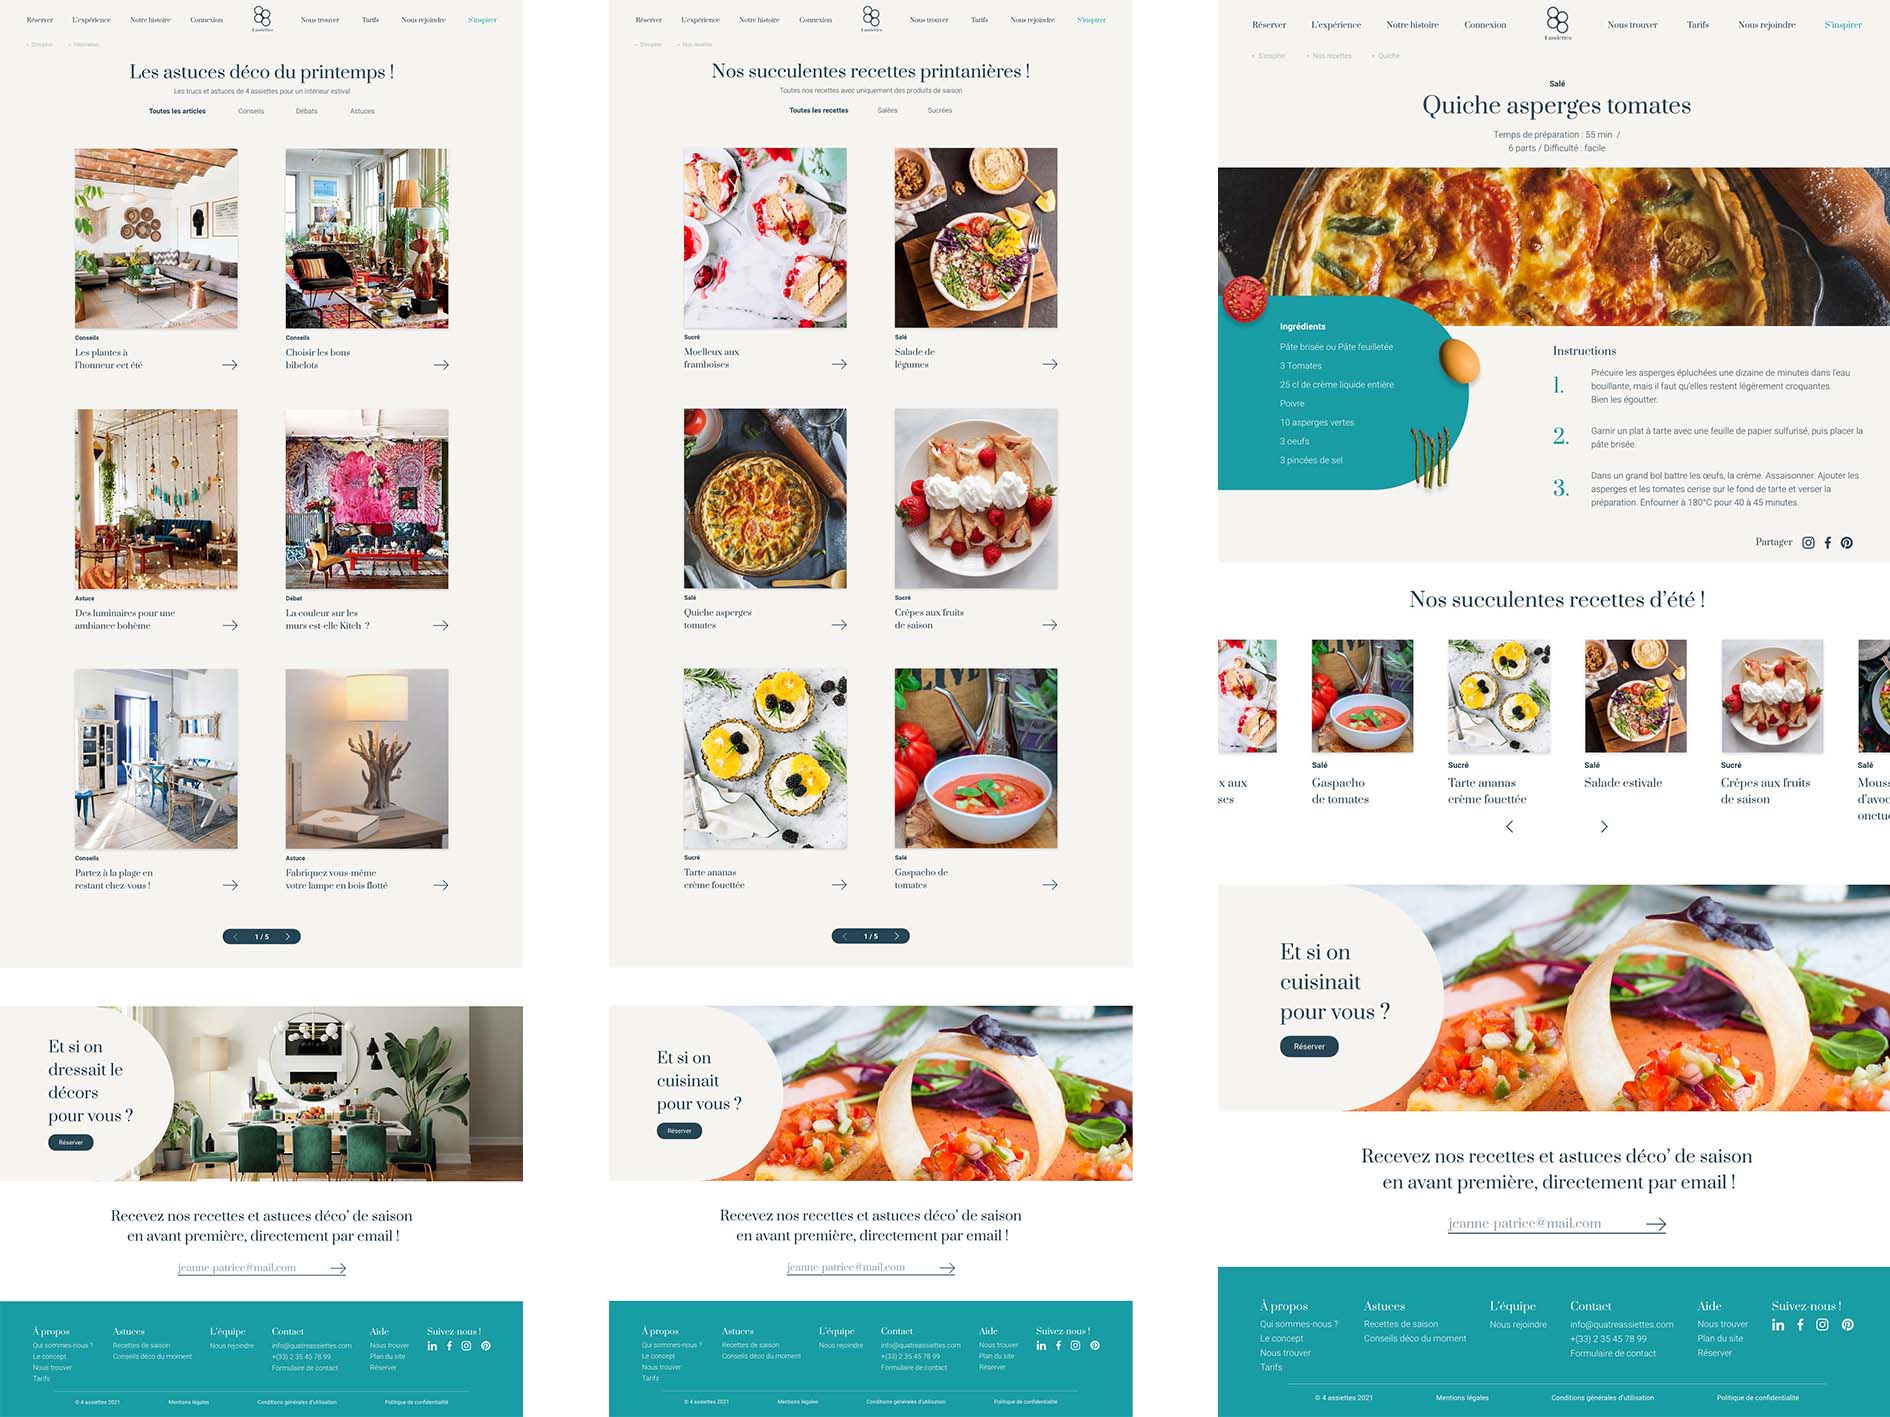 Réserver L'expérience Notre histoire Connexion Nous trouver Tarifs Nous rejoindre S'inspirer
4 assiettes
S'inspirer
Les astuces déco du printemps !
Les trucs et astuces de 4 assiettes pour un intérieur estival
Toutes les articles Conseils Débats Astuces
Conseils
Les plantes à
l'honneur cet été
Conseils
Choisir les bons
bibelots
Astuce
Des luminaires pour une
ambiance bohème
Débat
La couleur sur les
murs est-elle Kitch ?
Conseils
Partez à la plage en
restant chez-vous !
Astuce
Fabriquez vous-même
votre lampe en bois flotté
1 / 5
Et si on
dressait le
décors
pour vous ?
Réserver
Recevez nos recettes et astuces déco' de saison
en avant première, directement par email !
jeanne-patrice@mail.com
À propos
Qui sommes-nous ?
Le concept
Nous trouver
Tarifs
Astuces
Recettes de saison
Conseils déco du moment
L'équipe
Nous rejoindre
Contact
info@quatreassiettes.com
+(33) 2 35 45 78 99
Formulaire de contact
Aide
Nous trouver
Plan du site
Réserver
Suivez-nous !
© 4 assiettes 2021 Mentions légales Conditions générales d'utilisation Politique de confidentialité
Réserver L'expérience Notre histoire Connexion Nous trouver Tarifs Nous rejoindre S'inspirer
4 assiettes
S'inspirer Nos recettes
Nos succulentes recettes printanières !
Toutes nos recettes avec uniquement des produits de saison
Toutes les recettes Salées Sucrées
Sucré
Moelleux aux
framboises
Salé
Salade de
légumes
Salé
Quiche asperges
tomates
Sucré
Crêpes aux fruits
de saison
Sucré
Tarte ananas
crème fouettée
Salé
Gaspacho de
tomates
1 / 5
Et si on
cuisinait
pour vous ?
Réserver
Recevez nos recettes et astuces déco' de saison
en avant première, directement par email !
jeanne-patrice@mail.com
À propos
Qui sommes-nous ?
Le concept
Nous trouver
Tarifs
Astuces
Recettes de saison
Conseils déco du moment
L'équipe
Nous rejoindre
Contact
info@quatreassiettes.com
+(33) 2 35 45 78 99
Formulaire de contact
Aide
Nous trouver
Plan du site
Réserver
Suivez-nous !
© 4 assiettes 2021 Mentions légales Conditions générales d'utilisation Politique de confidentialité
Réserver L'expérience Notre histoire Connexion Nous trouver Tarifs Nous rejoindre S'inspirer
4 assiettes
S'inspirer Nos recettes Quiche
Salé
Quiche asperges tomates
Temps de préparation : 55 min /
6 parts / Difficulté : facile
Ingrédients
Pâte brisée ou Pâte feuilletée
3 Tomates
25 cl de crème liquide entière
Poivre
10 asperges vertes
3 oeufs
3 pincées de sel
Instructions
1. Précuire les asperges épluchées une dizaine de minutes dans l'eau
bouillante, mais il faut qu'elles restent légèrement croquantes.
Bien les égoutter.
2. Garnir un plat à tarte avec une feuille de papier sulfurisé, puis placer la
pâte brisée.
3. Dans un grand bol battre les œufs, la crème. Assaisonner. Ajouter les
asperges et les tomates cerise sur le fond de tarte et verser la
préparation. Enfourner à 180°C pour 40 à 45 minutes.
Partager
Nos succulentes recettes d'été !
x aux
ses
Salé
Gaspacho
de tomates
Sucré
Tarte ananas
crème fouettée
Salé
Salade estivale
Sucré
Crêpes aux fruits
de saison
Salé
Mous
d'avoc
onctu
Et si on
cuisinait
pour vous ?
Réserver
Recevez nos recettes et astuces déco' de saison
en avant première, directement par email !
jeanne-patrice@mail.com
À propos
Qui sommes-nous ?
Le concept
Nous trouver
Tarifs
Astuces
Recettes de saison
Conseils déco du moment
L'équipe
Nous rejoindre
Contact
info@quatreassiettes.com
+(33) 2 35 45 78 99
Formulaire de contact
Aide
Nous trouver
Plan du site
Réserver
Suivez-nous !
© 4 assiettes 2021 Mentions légales Conditions générales d'utilisation Politique de confidentialité